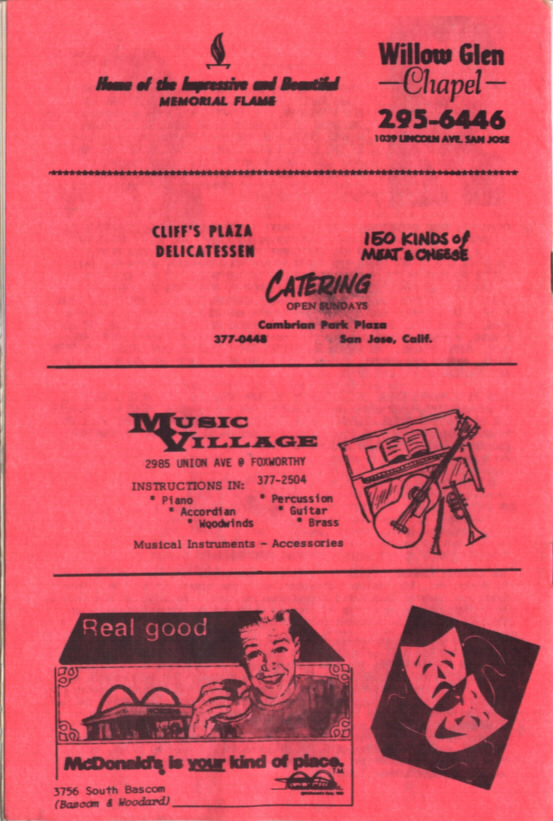 Home of the Impressive and Beautiful
MEMORIAL FLAME
Willow Glen
Chapel
295-6446
1039 LINCOLN AVE. SAN JOSE
CLIFF'S PLAZA
DELICATESSEN
150 KINDS of
MEAT & CHEESE
CATERING
OPEN SUNDAYS
Cambrian Park Plaza
377-0448 San Jose, Calif.
MUSIC
VILLAGE
2985 UNION AVE @ FOXWORTHY
377-2504
INSTRUCTIONS IN:
* Piano * Percussion
* Accordian * Guitar
* Woodwinds * Brass
Musical Instruments - Accessories
Real good
McDonald's is your kind of place.
TM
3756 South Bascom
(Bascom & Woodard)